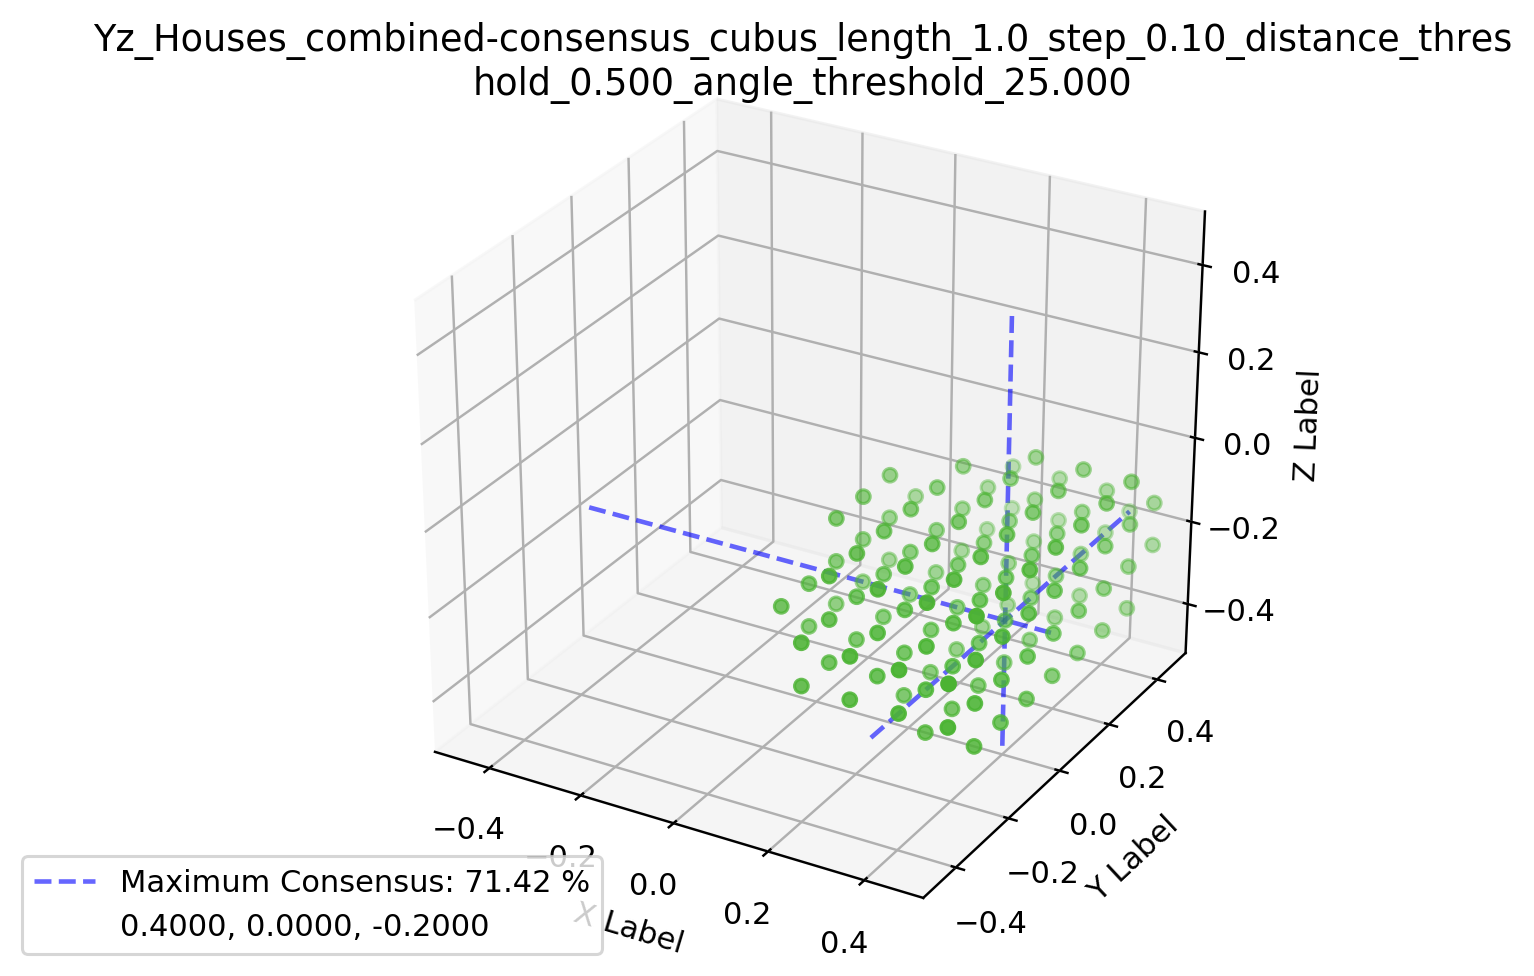 Yz_Houses_combined-consensus_cubus_length_1.0_step_0.10_distance_thres
hold_0.500_angle_threshold_25.000
0.4
0.2
0.0
−0.2
−0.4
Z Label
0.4
0.2
0.0
−0.2
−0.4
Y Label
−0.4
−0.2
0.0
0.2
0.4
X Label
Maximum Consensus: 71.42 %
0.4000, 0.0000, -0.2000